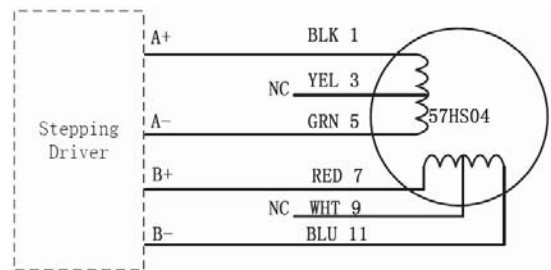 A+ BLK 1
NC YEL 3
A- GRN 5
57HS04
Stepping
Driver
B+ RED 7
NC WHT 9
B- BLU 11